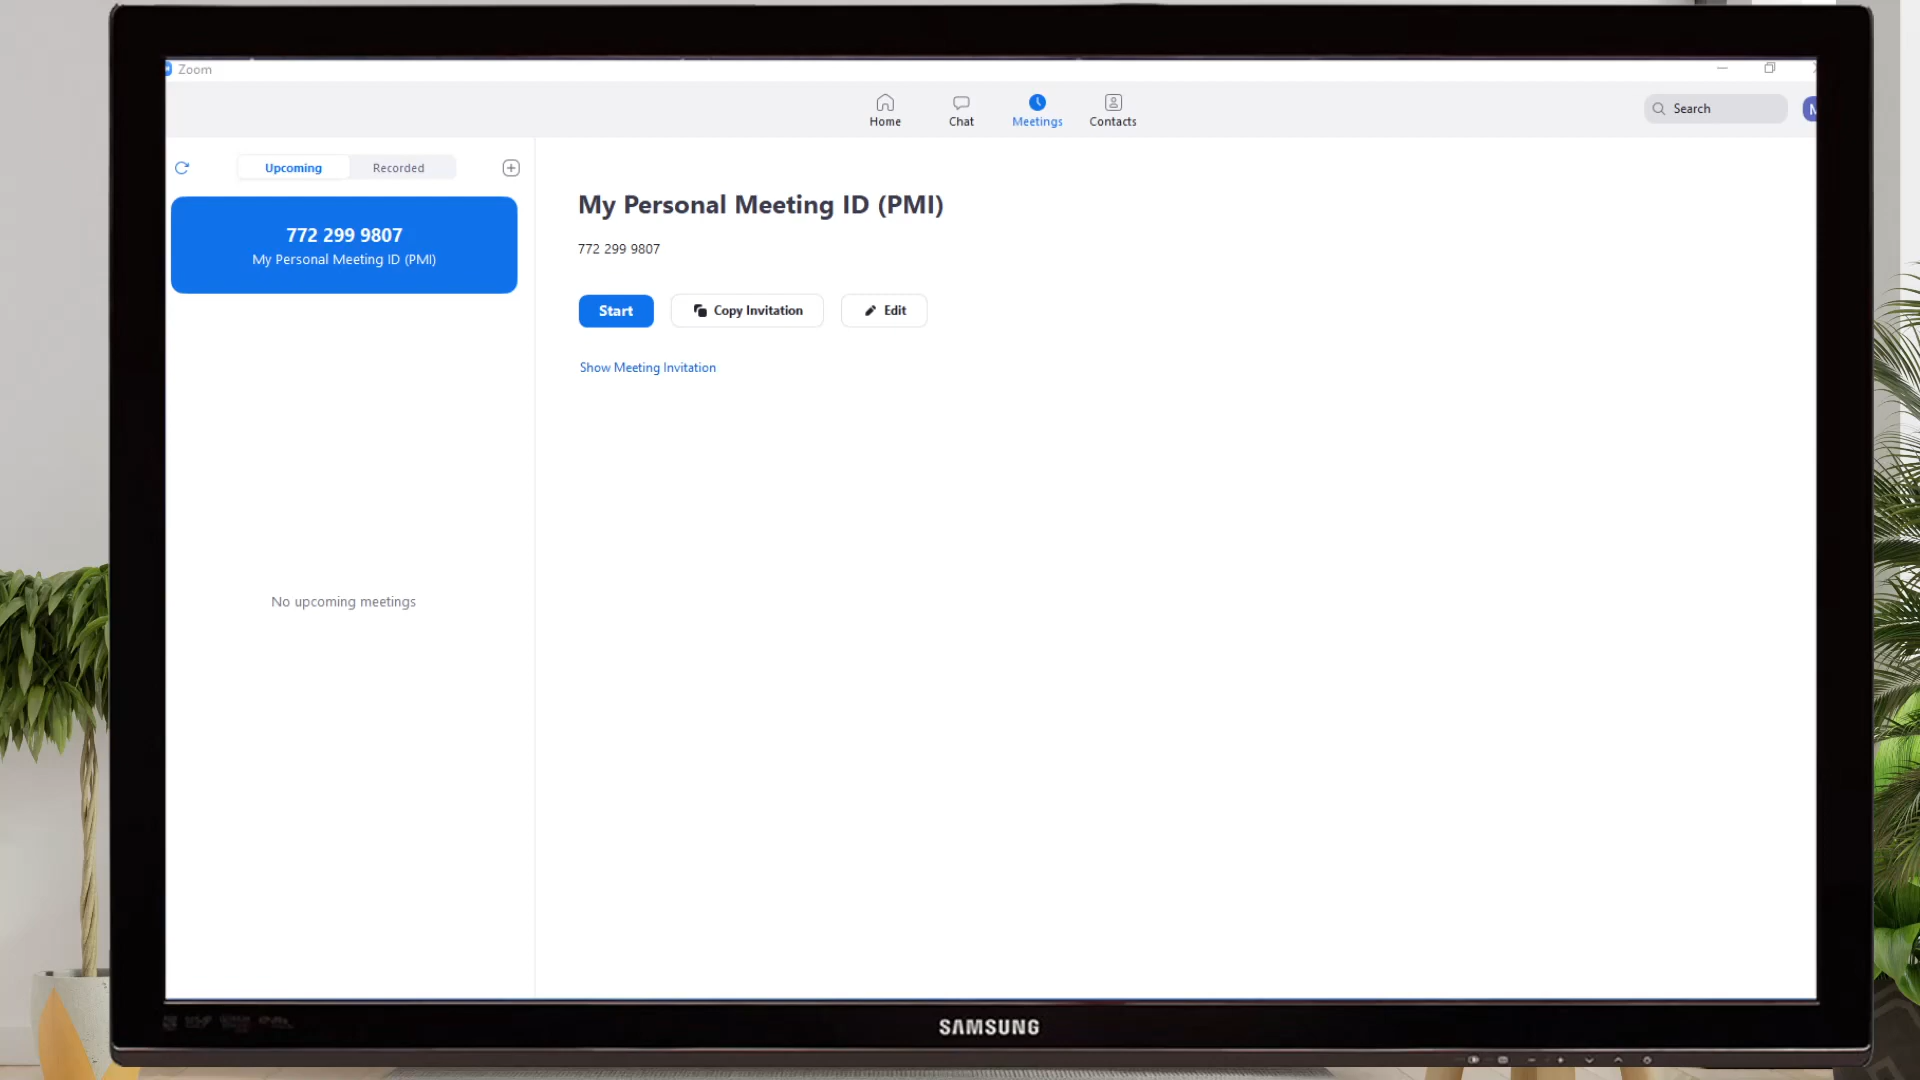 Zoom
Home
Chat
Meetings
Contacts
Search
Upcoming
Recorded
772 299 9807
My Personal Meeting ID (PMI)
No upcoming meetings
My Personal Meeting ID (PMI)
772 299 9807
Start
Copy Invitation
Edit
Show Meeting Invitation
SAMSUNG